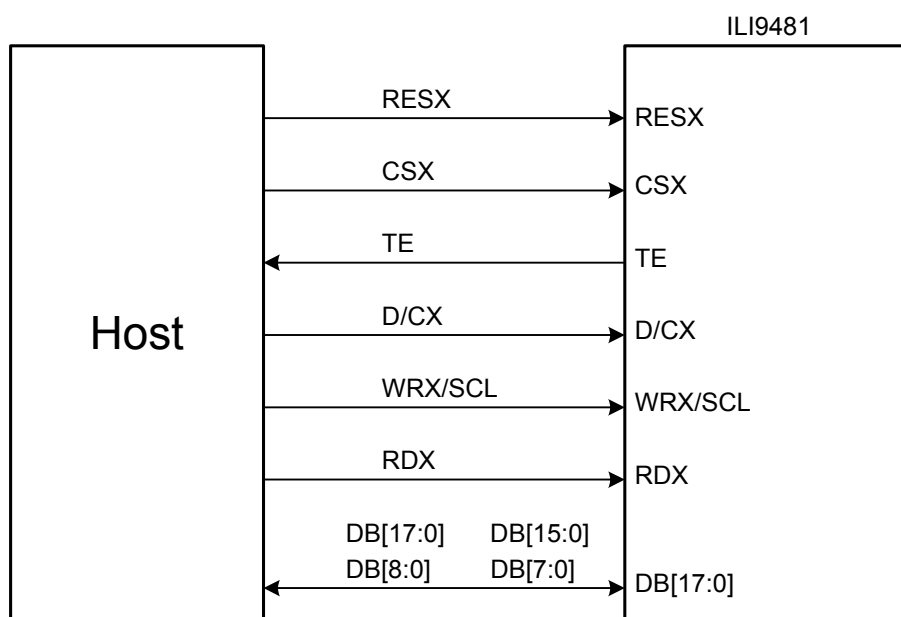 ILI9481
RESX
RESX
CSX
CSX
TE
TE
Host
D/CX
D/CX
WRX/SCL
WRX/SCL
RDX
RDX
DB[17:0] DB[15:0]
DB[8:0] DB[7:0]
DB[17:0]